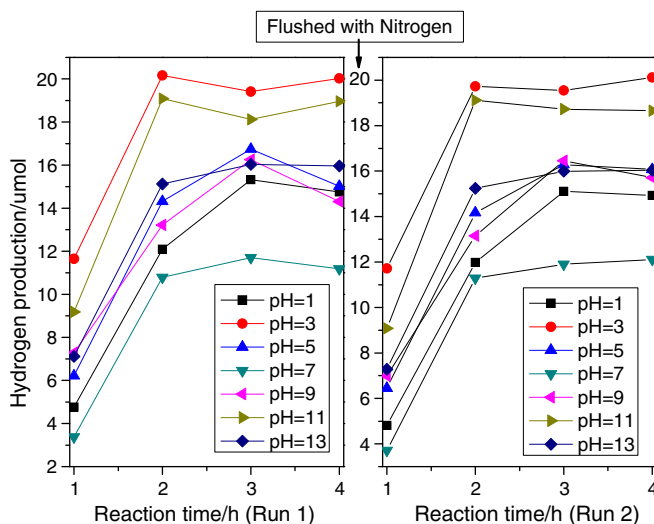 Flushed with Nitrogen
Hydrogen production/umol
20
18
16
14
12
10
8
6
4
2
1 2 3 4
Reaction time/h (Run 1)
pH=1
pH=3
pH=5
pH=7
pH=9
pH=11
pH=13
20
18
16
14
12
10
8
6
4
1 2 3 4
Reaction time/h (Run 2)
pH=1
pH=3
pH=5
pH=7
pH=9
pH=11
pH=13